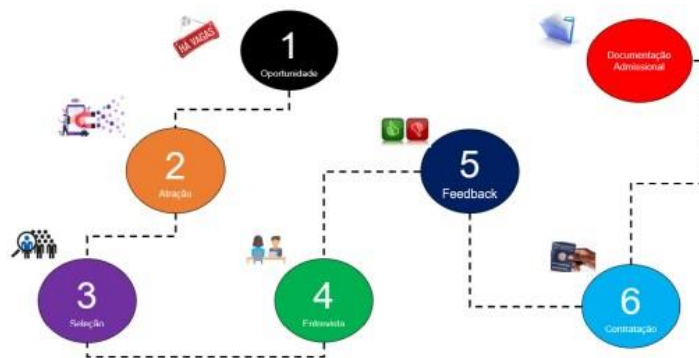 HÁ VAGAS
1
Oportunidade
2
Atração
3
Seleção
4
Entrevista
5
Feedback
6
Contratação
Documentação
Admissional